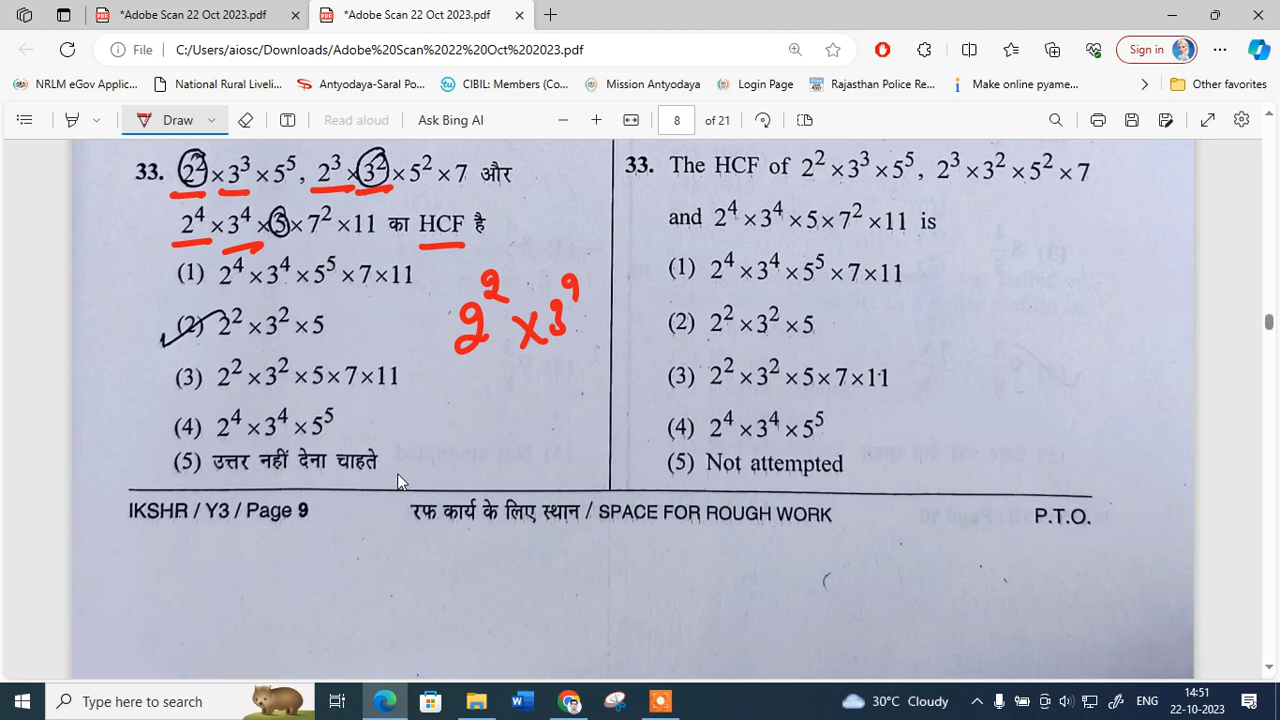 *Adobe Scan 22 Oct 2023.pdf
*Adobe Scan 22 Oct 2023.pdf
File C:/Users/aiosc/Downloads/Adobe%20Scan%2022%20Oct%202023.pdf
Sign in
NRLM eGov Applic... National Rural Liveli... Antyodaya-Saral Po... CIBIL: Members (Co... Mission Antyodaya Login Page Rajasthan Police Re... Make online pyame... Other favorites
Draw Read aloud Ask Bing AI 8 of 21
33. 2² × 3³ × 5⁵, 2³ × 3² × 5² × 7 और
2⁴ × 3⁴ × 5 × 7² × 11 का HCF है
(1) 2⁴ × 3⁴ × 5⁵ × 7 × 11
(2) 2² × 3² × 5
(3) 2² × 3² × 5 × 7 × 11
(4) 2⁴ × 3⁴ × 5⁵
(5) उत्तर नहीं देना चाहते
2² × 3
33. The HCF of 2² × 3³ × 5⁵, 2³ × 3² × 5² × 7
and 2⁴ × 3⁴ × 5 × 7² × 11 is
(1) 2⁴ × 3⁴ × 5⁵ × 7 × 11
(2) 2² × 3² × 5
(3) 2² × 3² × 5 × 7 × 11
(4) 2⁴ × 3⁴ × 5⁵
(5) Not attempted
IKSHR / Y3 / Page 9 रफ कार्य के लिए स्थान / SPACE FOR ROUGH WORK P.T.O.
Type here to search
30°C Cloudy
ENG
14:51
22-10-2023